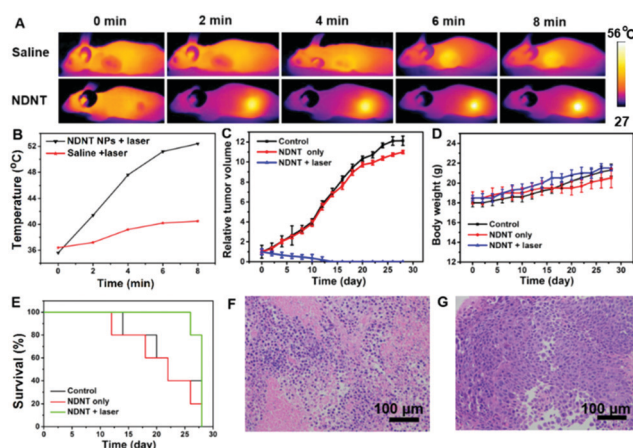 A
0 min
2 min
4 min
6 min
8 min
56 ℃
Saline
NDNT
27
B
NDNT NPs + laser
Saline +laser
Temperature (°C)
52
48
44
40
36
0
2
4
6
8
Time (min)
C
Control
NDNT only
NDNT + laser
Relative tumor volume
12
10
8
6
4
2
0
0
5
10
15
20
25
30
Time (day)
D
Control
NDNT only
NDNT + laser
Body weight (g)
24
22
20
18
16
14
12
0
5
10
15
20
25
30
Time (day)
E
Control
NDNT only
NDNT + laser
Survival (%)
100
80
60
40
20
0
0
5
10
15
20
25
30
Time (day)
F
100 μm
G
100 μm